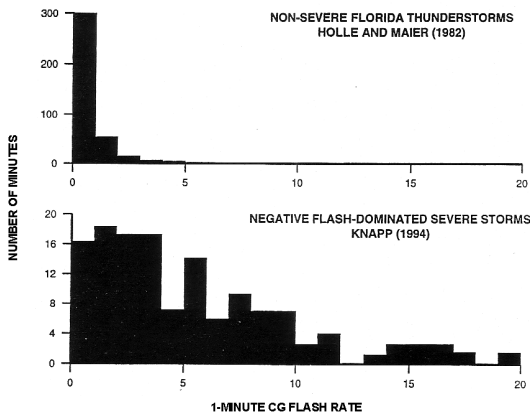 NON-SEVERE FLORIDA THUNDERSTORMS
HOLLE AND MAIER (1982)
300
200
100
0
0 5 10 15 20
NUMBER OF MINUTES
NEGATIVE FLASH-DOMINATED SEVERE STORMS
KNAPP (1994)
20
16
12
8
4
0
0 5 10 15 20
1-MINUTE CG FLASH RATE